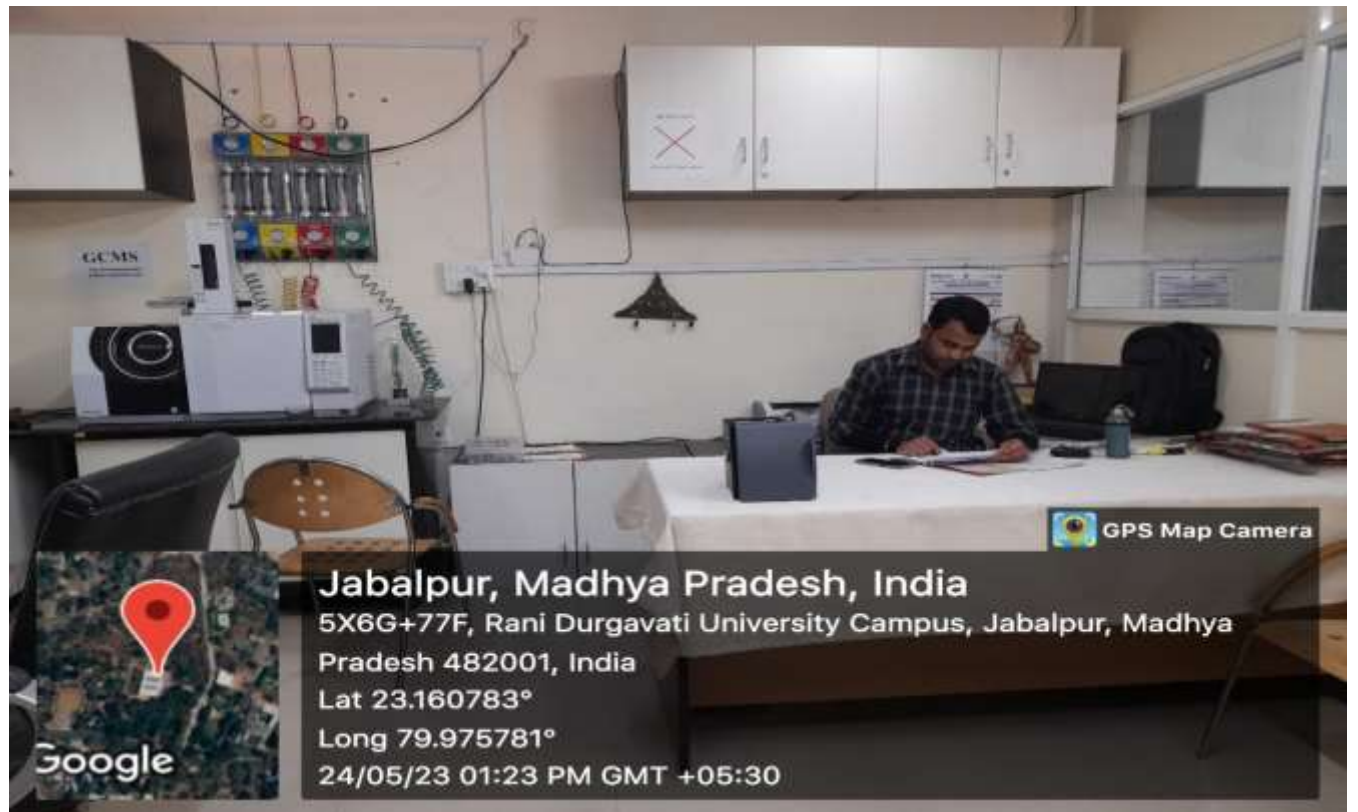 GCMS
GPS Map Camera
Jabalpur, Madhya Pradesh, India
5X6G+77F, Rani Durgavati University Campus, Jabalpur, Madhya
Pradesh 482001, India
Lat 23.160783°
Long 79.975781°
24/05/23 01:23 PM GMT +05:30
Google